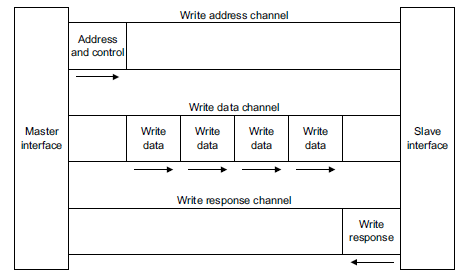 Write address channel
Address
and control
Write data channel
Master
interface
Write
data
Write
data
Write
data
Write
data
Slave
interface
Write response channel
Write
response